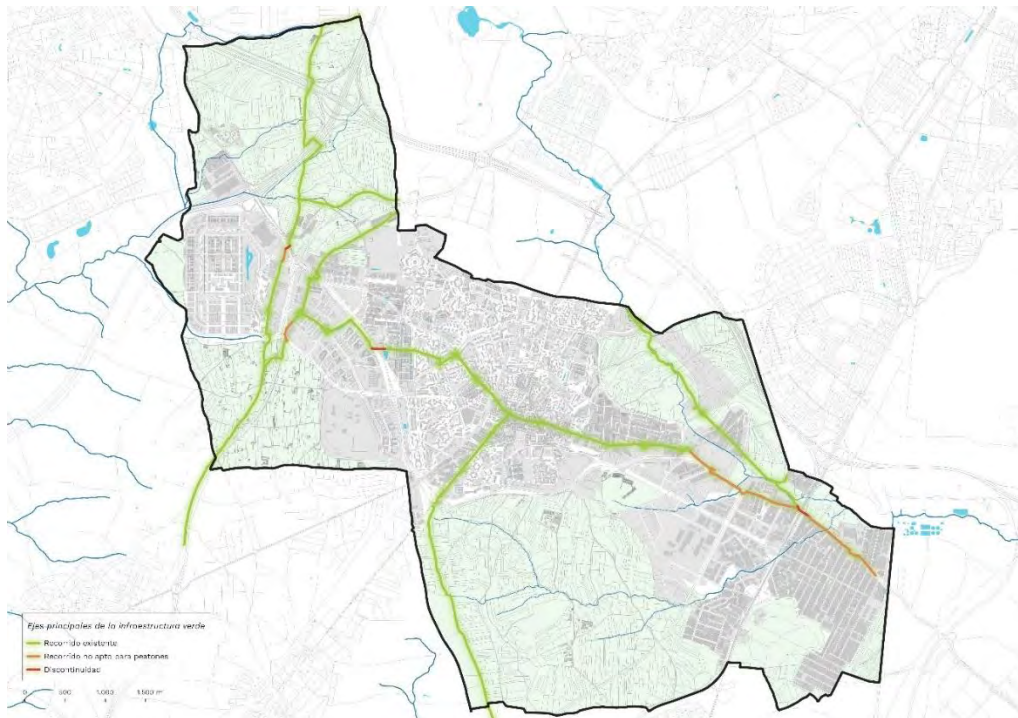 Ejes principales de la infraestructura verde
Recorrido existente
Recorrido no apto para peatones
Discontinuidad
0 500 1.000 1.500 m